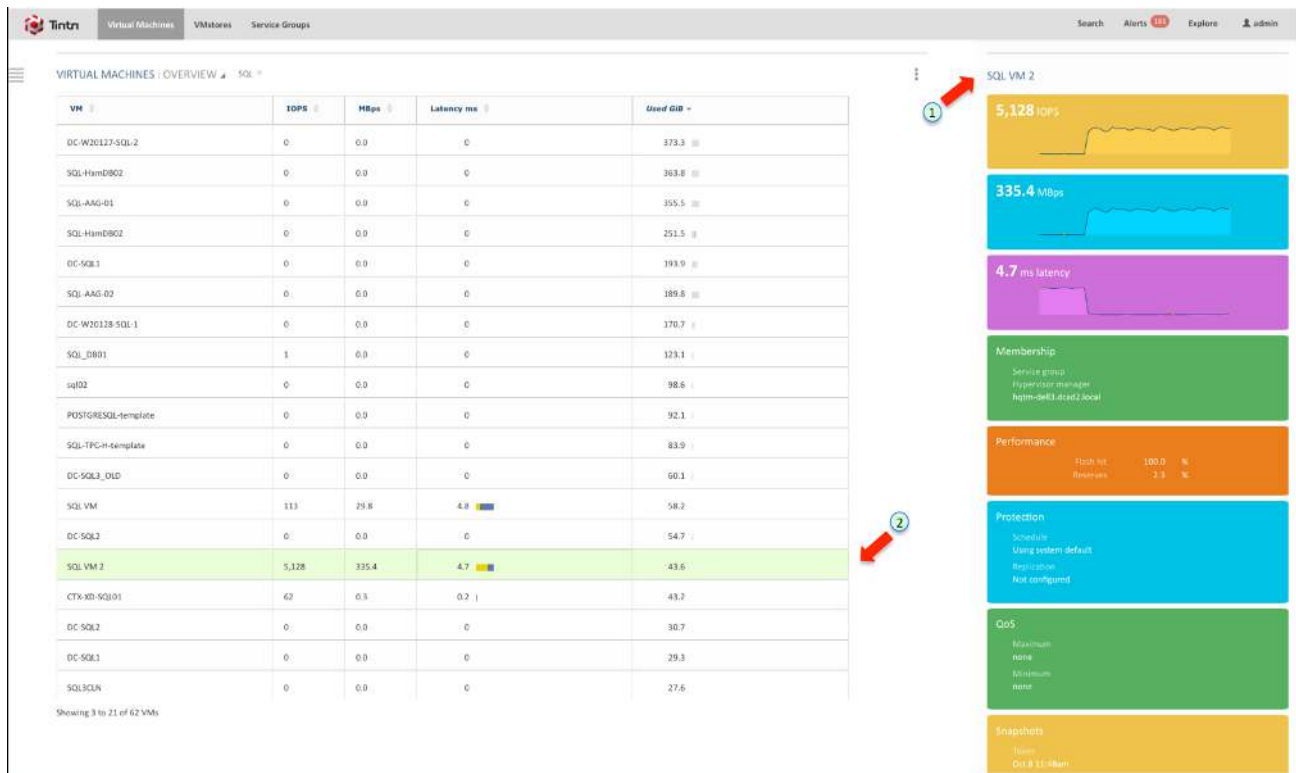 Tintri Virtual Machines VMstores Service Groups Search Alerts 181 Explore admin
VIRTUAL MACHINES OVERVIEW SQL
VM IOPS MBps Latency ms Used GiB
DC-W20127-SQL-2 0 0.0 0 373.3
SQL-HamDB02 0 0.0 0 363.8
SQL-AAG-01 0 0.0 0 355.5
SQL-HamDB02 0 0.0 0 251.5
DC-SQL1 0 0.0 0 193.9
SQL-AAG-02 0 0.0 0 189.8
DC-W20128-SQL-1 0 0.0 0 170.7
SQL_DB01 1 0.0 0 123.1
sql02 0 0.0 0 98.6
POSTGRESQL-template 0 0.0 0 92.1
SQL-TPC-H-template 0 0.0 0 83.9
DC-SQL3_OLD 0 0.0 0 60.1
SQL VM 113 29.8 4.8 58.2
DC-SQL2 0 0.0 0 54.7
SQL VM 2 5,128 335.4 4.7 43.6
CTX-XD-SQL01 62 0.3 0.2 43.2
DC-SQL2 0 0.0 0 30.7
DC-SQL1 0 0.0 0 29.3
SQL3CLN 0 0.0 0 27.6
Showing 3 to 21 of 62 VMs
1
2
SQL VM 2
5,128 IOPS
335.4 MBps
4.7 ms latency
Membership
Service group
Hypervisor manager
hqtm-dell3.dcad2.local
Performance
Flash hit 100.0 %
Reserves 2.3 %
Protection
Schedule
Using system default
Replication
Not configured
QoS
Maximum
none
Minimum
none
Snapshots
Taken
Oct 8 11:48am